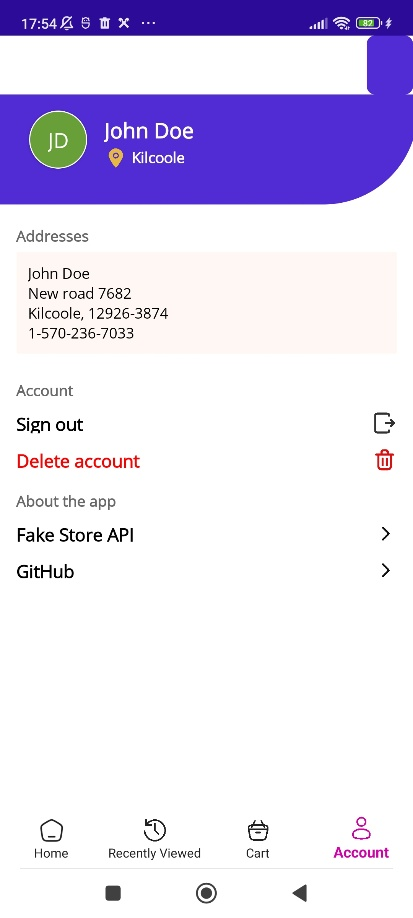 17:54
82
JD
John Doe
Kilcoole
Addresses
John Doe
New road 7682
Kilcoole, 12926-3874
1-570-236-7033
Account
Sign out
Delete account
About the app
Fake Store API
GitHub
Home
Recently Viewed
Cart
Account